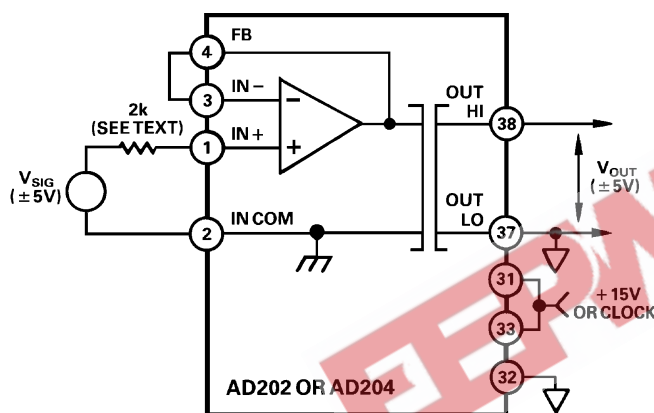 4
FB
3
IN –
2k
(SEE TEXT)
1
IN +
OUT
HI
38
V_SIG
(±5V)
V_OUT
(±5V)
OUT
LO
2
IN COM
37
31
+ 15V
OR CLOCK
33
32
AD202 OR AD204
EEPW